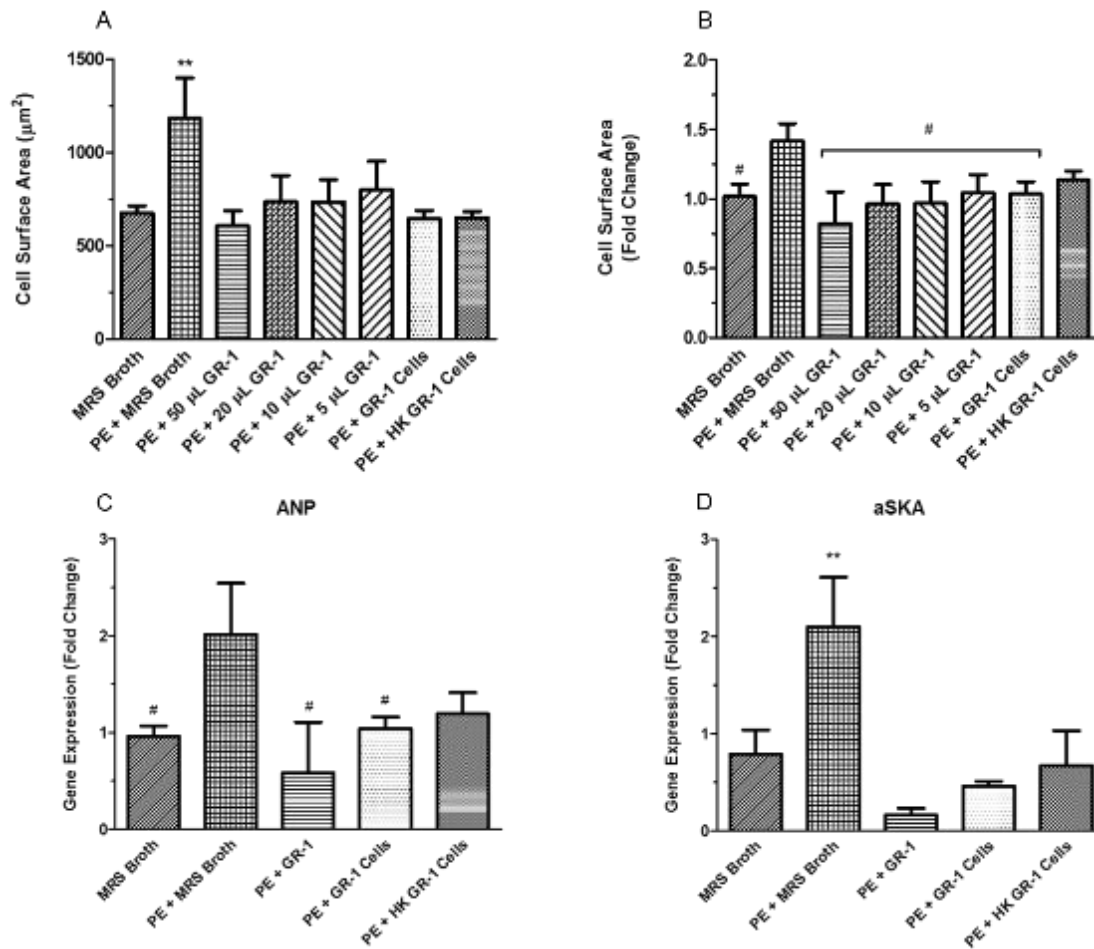 A
Cell Surface Area (µm²)
1500
1000
500
0
**
MRS Broth
PE + MRS Broth
PE + 50 µL GR-1
PE + 20 µL GR-1
PE + 10 µL GR-1
PE + 5 µL GR-1
PE + GR-1 Cells
PE + HK GR-1 Cells
B
Cell Surface Area
(Fold Change)
2.0
1.5
1.0
0.5
0.0
#
#
MRS Broth
PE + MRS Broth
PE + 50 µL GR-1
PE + 20 µL GR-1
PE + 10 µL GR-1
PE + 5 µL GR-1
PE + GR-1 Cells
PE + HK GR-1 Cells
C
ANP
Gene Expression (Fold Change)
3
2
1
0
#
#
#
MRS Broth
PE + MRS Broth
PE + GR-1
PE + GR-1 Cells
PE + HK GR-1 Cells
D
aSKA
Gene Expression (Fold Change)
3
2
1
0
**
MRS Broth
PE + MRS Broth
PE + GR-1
PE + GR-1 Cells
PE + HK GR-1 Cells